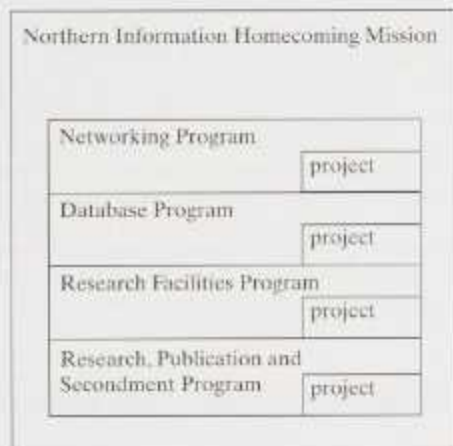 Northern Information Homecoming Mission
Networking Program
project
Database Program
project
Research Facilities Program
project
Research, Publication and
Secondment Program
project